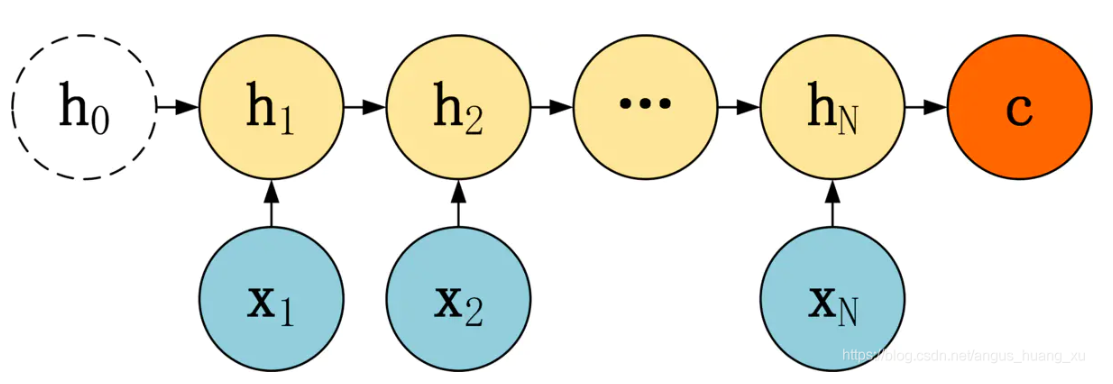 h0 h1 h2 ••• hN c
x1 x2 xN
https://blog.csdn.net/angus_huang_xu